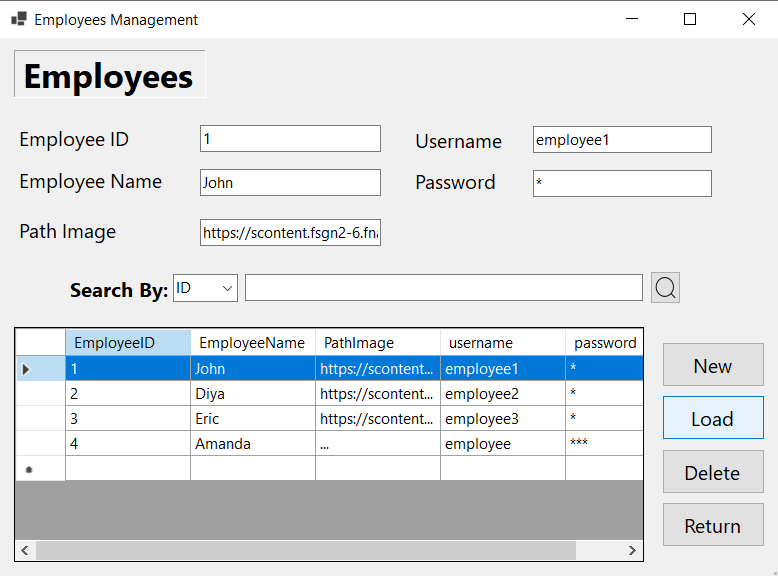 Employees Management
Employees
Employee ID 1 Username employee1
Employee Name John Password *
Path Image https://scontent.fsgn2-6.fna
Search By: ID
EmployeeID EmployeeName PathImage username password
1 John https://scontent... employee1 *
2 Diya https://scontent... employee2 *
3 Eric https://scontent... employee3 *
4 Amanda ... employee ***
New
Load
Delete
Return